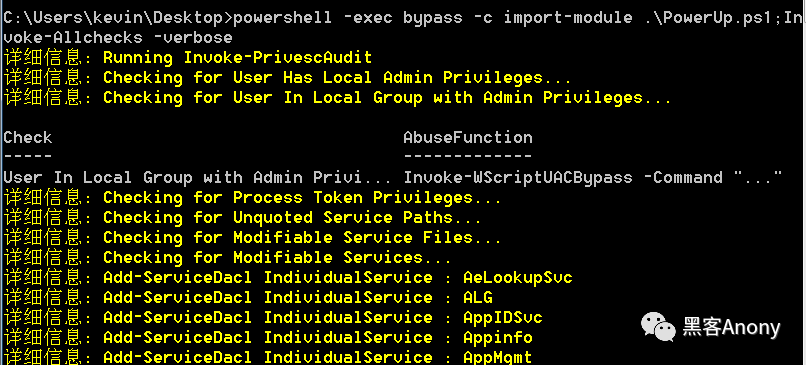 C:\Users\kevin\Desktop>powershell -exec bypass -c import-module .\PowerUp.ps1;In
voke-Allchecks -verbose
详细信息: Running Invoke-PrivescAudit
详细信息: Checking for User Has Local Admin Privileges...
详细信息: Checking for User In Local Group with Admin Privileges...
Check AbuseFunction
----- -------------
User In Local Group with Admin Privi... Invoke-WScriptUACBypass -Command "..."
详细信息: Checking for Process Token Privileges...
详细信息: Checking for Unquoted Service Paths...
详细信息: Checking for Modifiable Service Files...
详细信息: Checking for Modifiable Services...
详细信息: Add-ServiceDacl IndividualService : AeLookupSvc
详细信息: Add-ServiceDacl IndividualService : ALG
详细信息: Add-ServiceDacl IndividualService : AppIDSvc
详细信息: Add-ServiceDacl IndividualService : Appinfo
详细信息: Add-ServiceDacl IndividualService : AppMgmt
黑客Anony